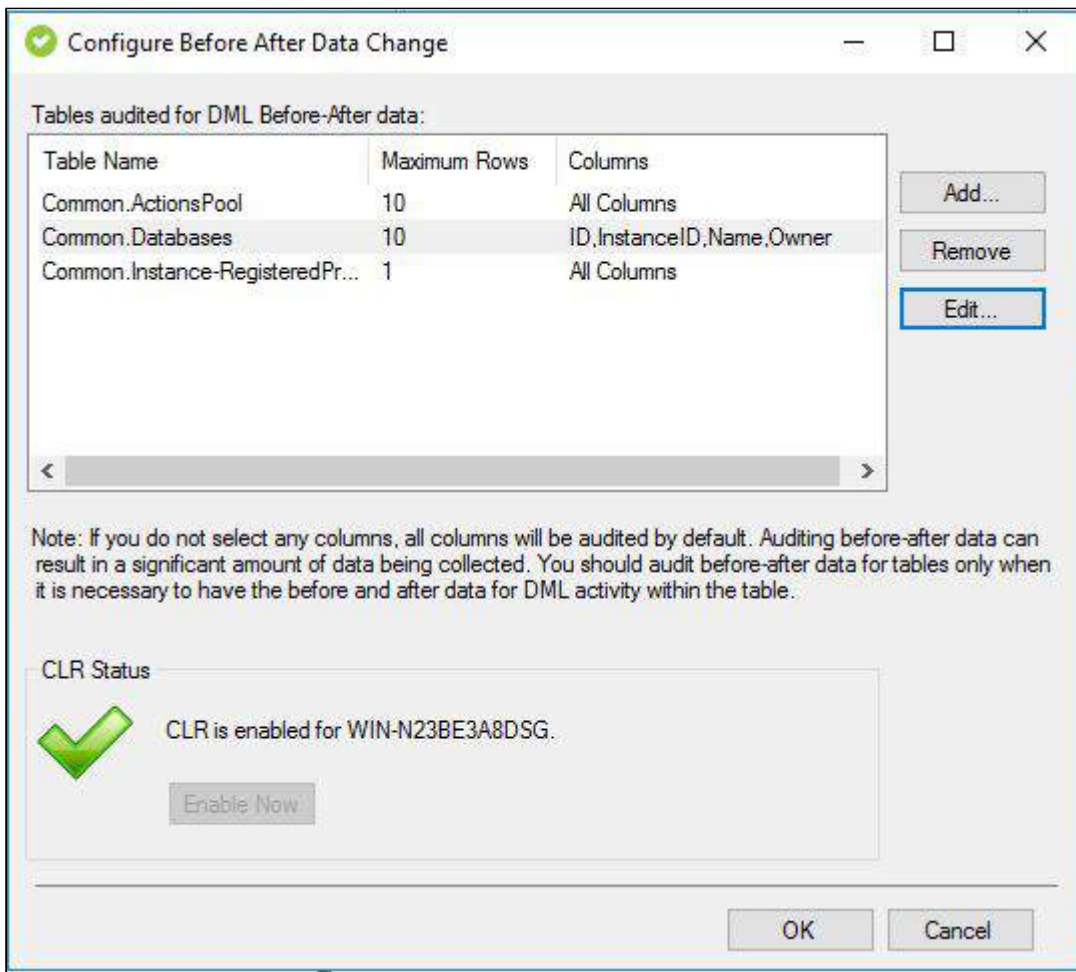 Configure Before After Data Change
Tables audited for DML Before-After data:
Table Name Maximum Rows Columns
Common.ActionsPool 10 All Columns
Common.Databases 10 ID,InstanceID,Name,Owner
Common.Instance-RegisteredPr... 1 All Columns
Add...
Remove
Edit...
Note: If you do not select any columns, all columns will be audited by default. Auditing before-after data can
result in a significant amount of data being collected. You should audit before-after data for tables only when
it is necessary to have the before and after data for DML activity within the table.
CLR Status
CLR is enabled for WIN-N23BE3A8DSG.
Enable Now
OK Cancel